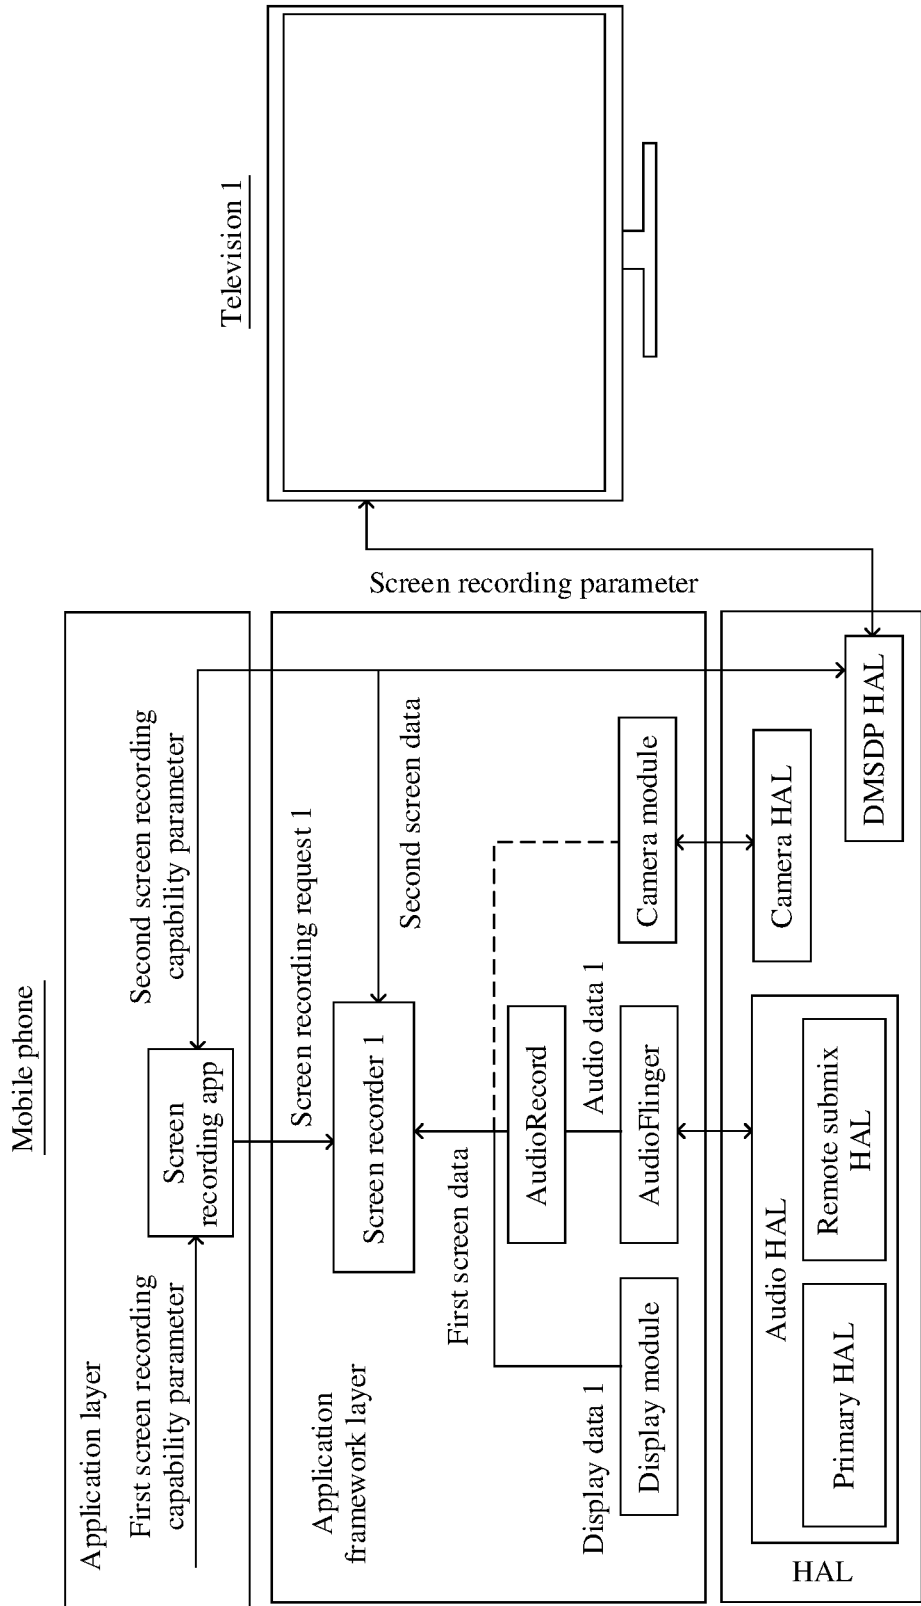 Mobile phone
Television 1
Application layer
First screen recording
capability parameter
Screen
recording app
Second screen recording
capability parameter
Application
framework layer
Screen recording request 1
Screen recorder 1
Second screen data
Screen recording parameter
First screen data
AudioRecord
Display data 1
Audio data 1
Display module
AudioFlinger
Camera module
HAL
Audio HAL
Primary HAL
Remote submix
HAL
Camera HAL
DMSDP HAL